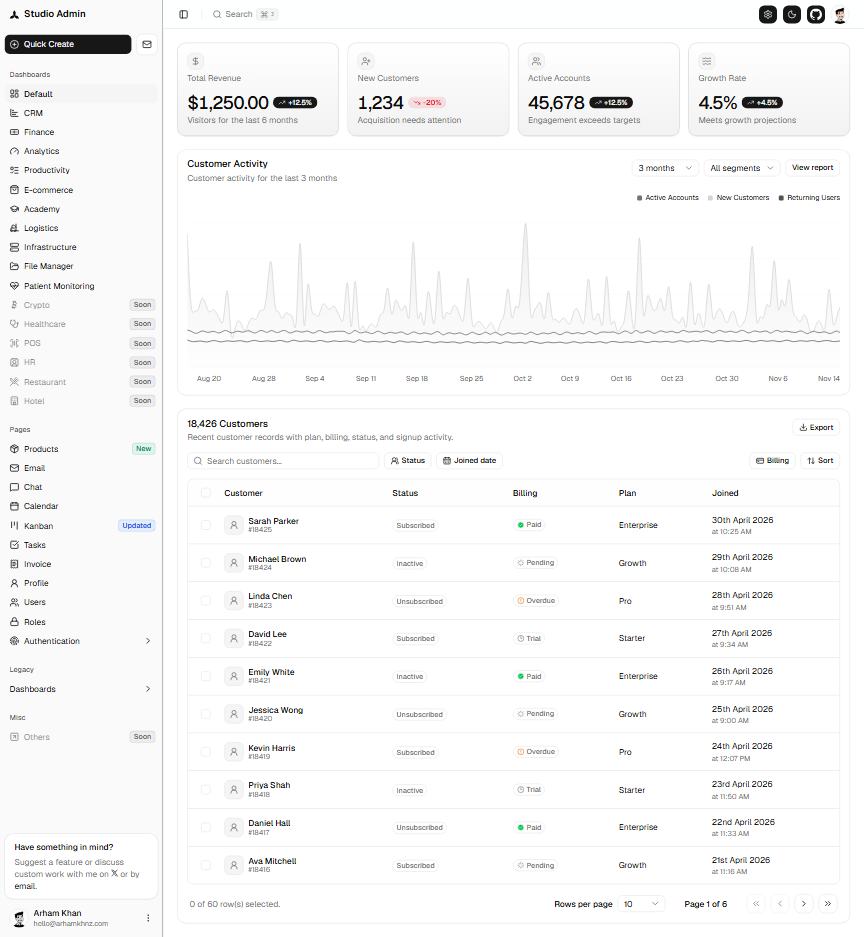 Studio Admin
Search
⌘ J
Quick Create
Dashboards
Default
CRM
Finance
Analytics
Productivity
E-commerce
Academy
Logistics
Infrastructure
File Manager
Patient Monitoring
Crypto Soon
Healthcare Soon
POS Soon
HR Soon
Restaurant Soon
Hotel Soon
Pages
Products New
Email
Chat
Calendar
Kanban Updated
Tasks
Invoice
Profile
Users
Roles
Authentication
Legacy
Dashboards
Misc
Others Soon
Have something in mind?
Suggest a feature or discuss
custom work with me on 𝕏 or by
email.
Arham Khan
hello@arhamkhnz.com
Total Revenue
$1,250.00 +12.5%
Visitors for the last 6 months
New Customers
1,234 -20%
Acquisition needs attention
Active Accounts
45,678 +12.5%
Engagement exceeds targets
Growth Rate
4.5% +4.5%
Meets growth projections
Customer Activity
Customer activity for the last 3 months
3 months All segments View report
Active Accounts New Customers Returning Users
Aug 20 Aug 28 Sep 4 Sep 11 Sep 18 Sep 25 Oct 2 Oct 9 Oct 16 Oct 23 Oct 30 Nov 6 Nov 14
18,426 Customers
Recent customer records with plan, billing, status, and signup activity.
Export
Search customers... Status Joined date Billing Sort
Customer Status Billing Plan Joined
Sarah Parker Subscribed Paid Enterprise 30th April 2026
#18425 at 10:25 AM
Michael Brown Inactive Pending Growth 29th April 2026
#18424 at 10:08 AM
Linda Chen Unsubscribed Overdue Pro 28th April 2026
#18423 at 9:51 AM
David Lee Subscribed Trial Starter 27th April 2026
#18422 at 9:34 AM
Emily White Inactive Paid Enterprise 26th April 2026
#18421 at 9:17 AM
Jessica Wong Unsubscribed Pending Growth 25th April 2026
#18420 at 9:00 AM
Kevin Harris Subscribed Overdue Pro 24th April 2026
#18419 at 12:07 PM
Priya Shah Inactive Trial Starter 23rd April 2026
#18418 at 11:50 AM
Daniel Hall Unsubscribed Paid Enterprise 22nd April 2026
#18417 at 11:33 AM
Ava Mitchell Subscribed Pending Growth 21st April 2026
#18416 at 11:16 AM
0 of 60 row(s) selected.
Rows per page 10 Page 1 of 6